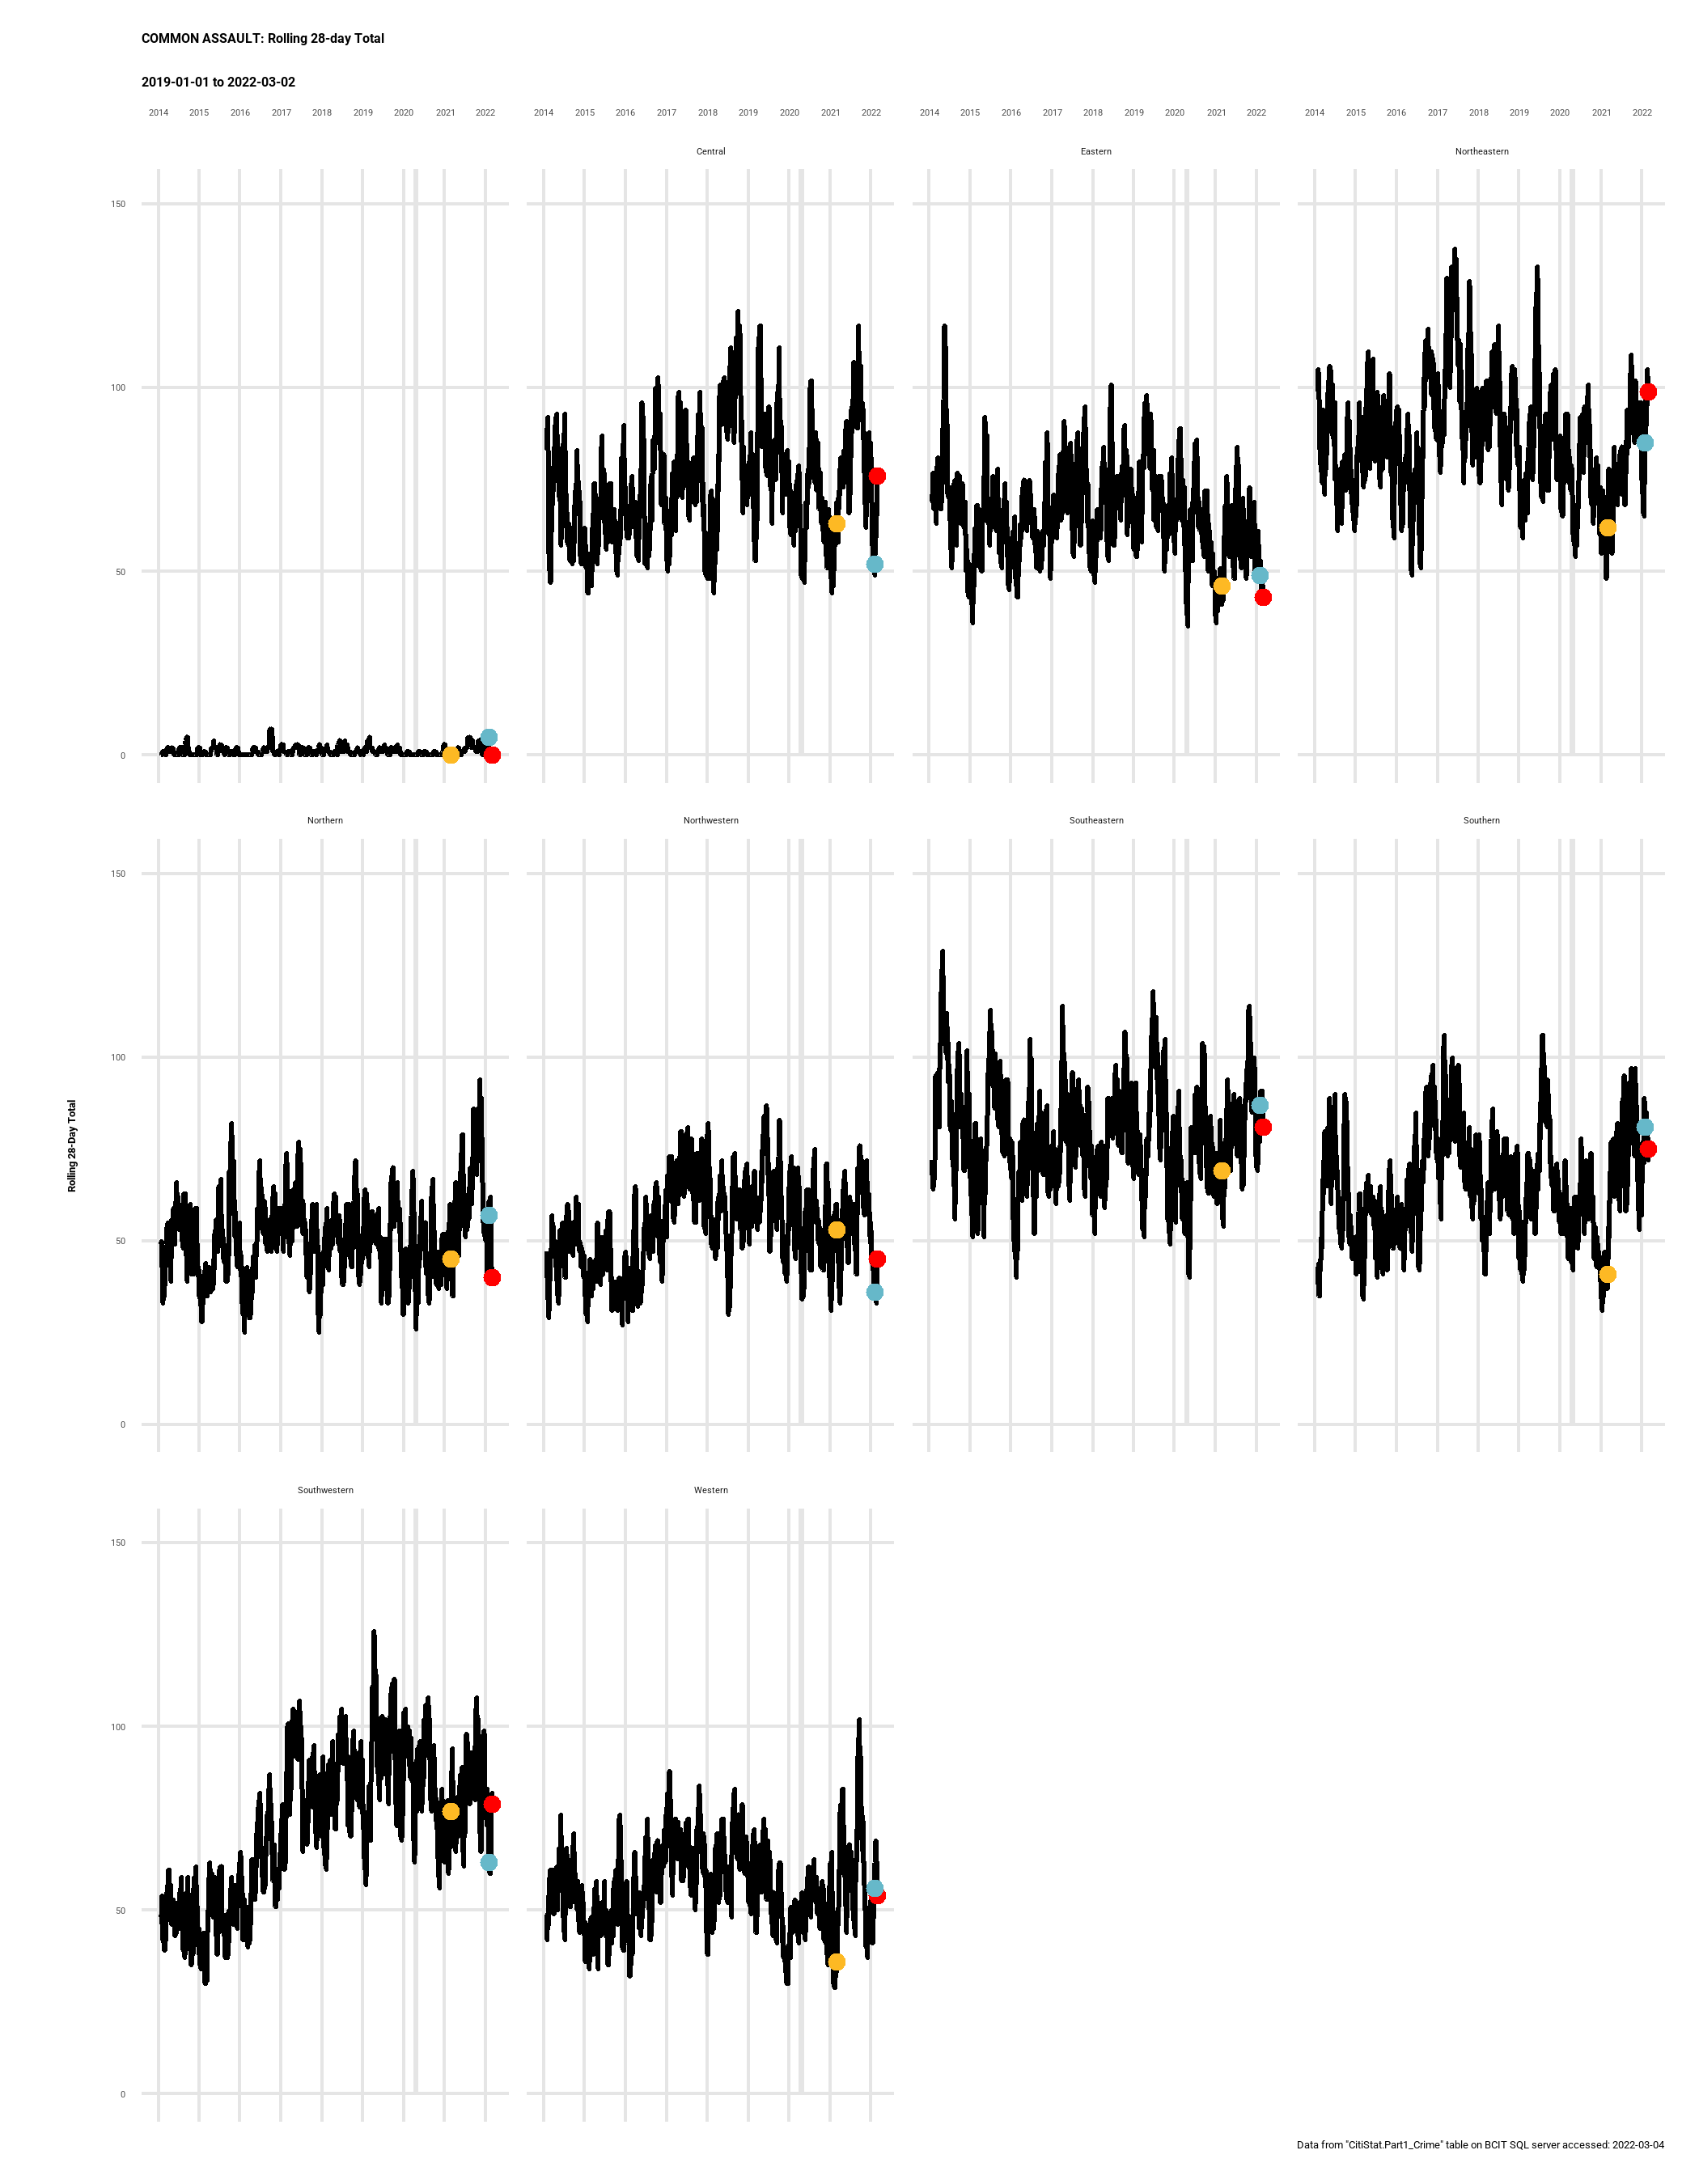 COMMON ASSAULT: Rolling 28-day Total
2019-01-01 to 2022-03-02
2014 2015 2016 2017 2018 2019 2020 2021 2022 2014 2015 2016 2017 2018 2019 2020 2021 2022 2014 2015 2016 2017 2018 2019 2020 2021 2022 2014 2015 2016 2017 2018 2019 2020 2021 2022
Central Eastern Northeastern
150
100
50
0
Northern Northwestern Southeastern Southern
150
100
50
0
Rolling 28-Day Total
Southwestern Western
150
100
50
0
Data from "CitiStat.Part1_Crime" table on BCIT SQL server accessed: 2022-03-04